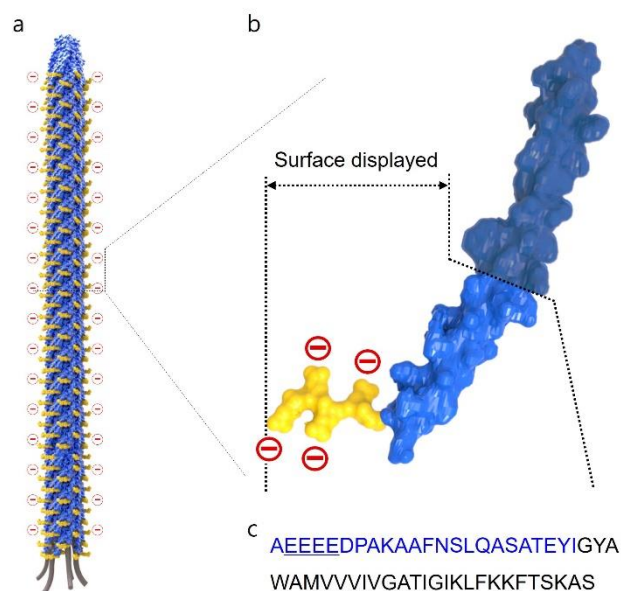 a
b
Surface displayed
c
AEEEEDPAKAAFNSLQASATEYIGYA
WAMVVVIVGATIGIKLFKKFTSKAS